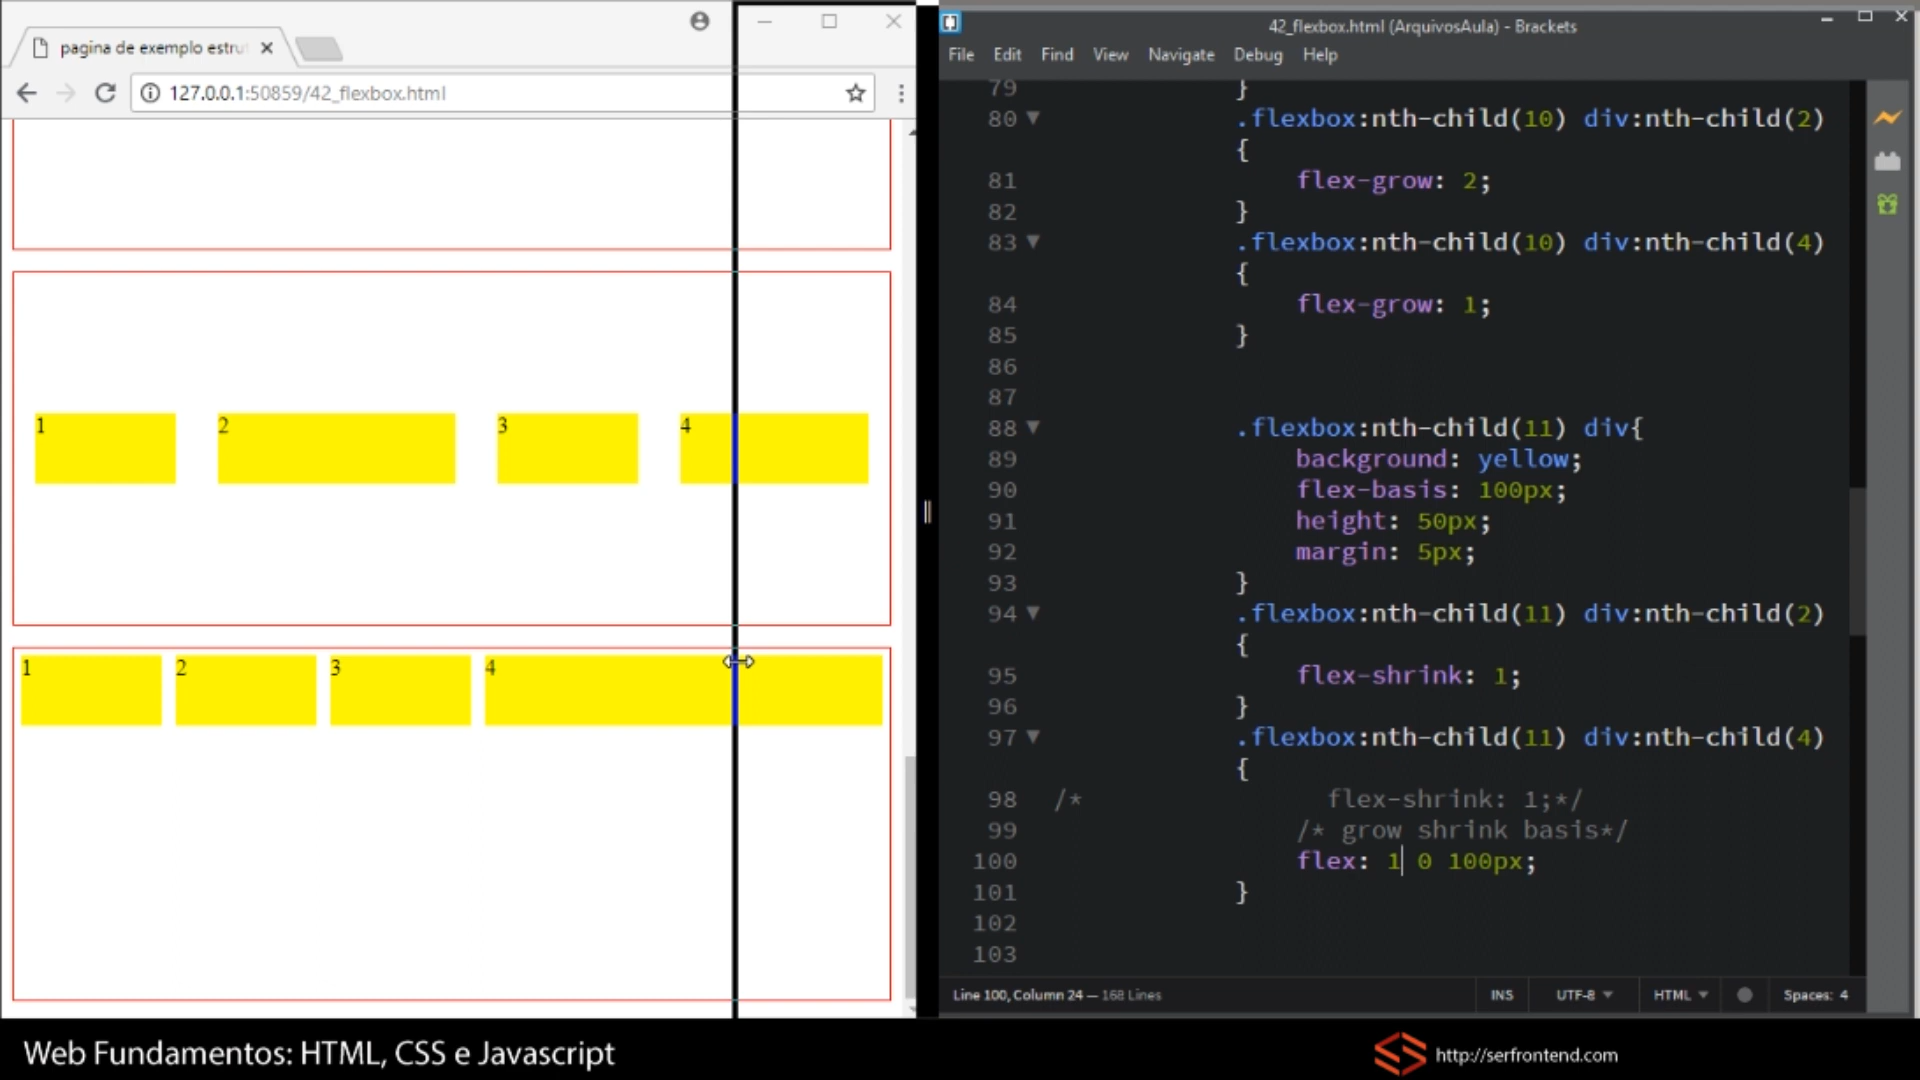 pagina de exemplo estru
127.0.0.1:50859/42_flexbox.html
1 2 3 4
1 2 3 4
42_flexbox.html (ArquivosAula) - Brackets
File Edit Find View Navigate Debug Help
79 }
80 .flexbox:nth-child(10) div:nth-child(2)
{
81 flex-grow: 2;
82 }
83 .flexbox:nth-child(10) div:nth-child(4)
{
84 flex-grow: 1;
85 }
86
87
88 .flexbox:nth-child(11) div{
89 background: yellow;
90 flex-basis: 100px;
91 height: 50px;
92 margin: 5px;
93 }
94 .flexbox:nth-child(11) div:nth-child(2)
{
95 flex-shrink: 1;
96 }
97 .flexbox:nth-child(11) div:nth-child(4)
{
98 /* flex-shrink: 1;*/
99 /* grow shrink basis*/
100 flex: 1 0 100px;
101 }
102
103
Line 100, Column 24 — 168 Lines INS UTF-8 HTML Spaces: 4
Web Fundamentos: HTML, CSS e Javascript
http://serfrontend.com